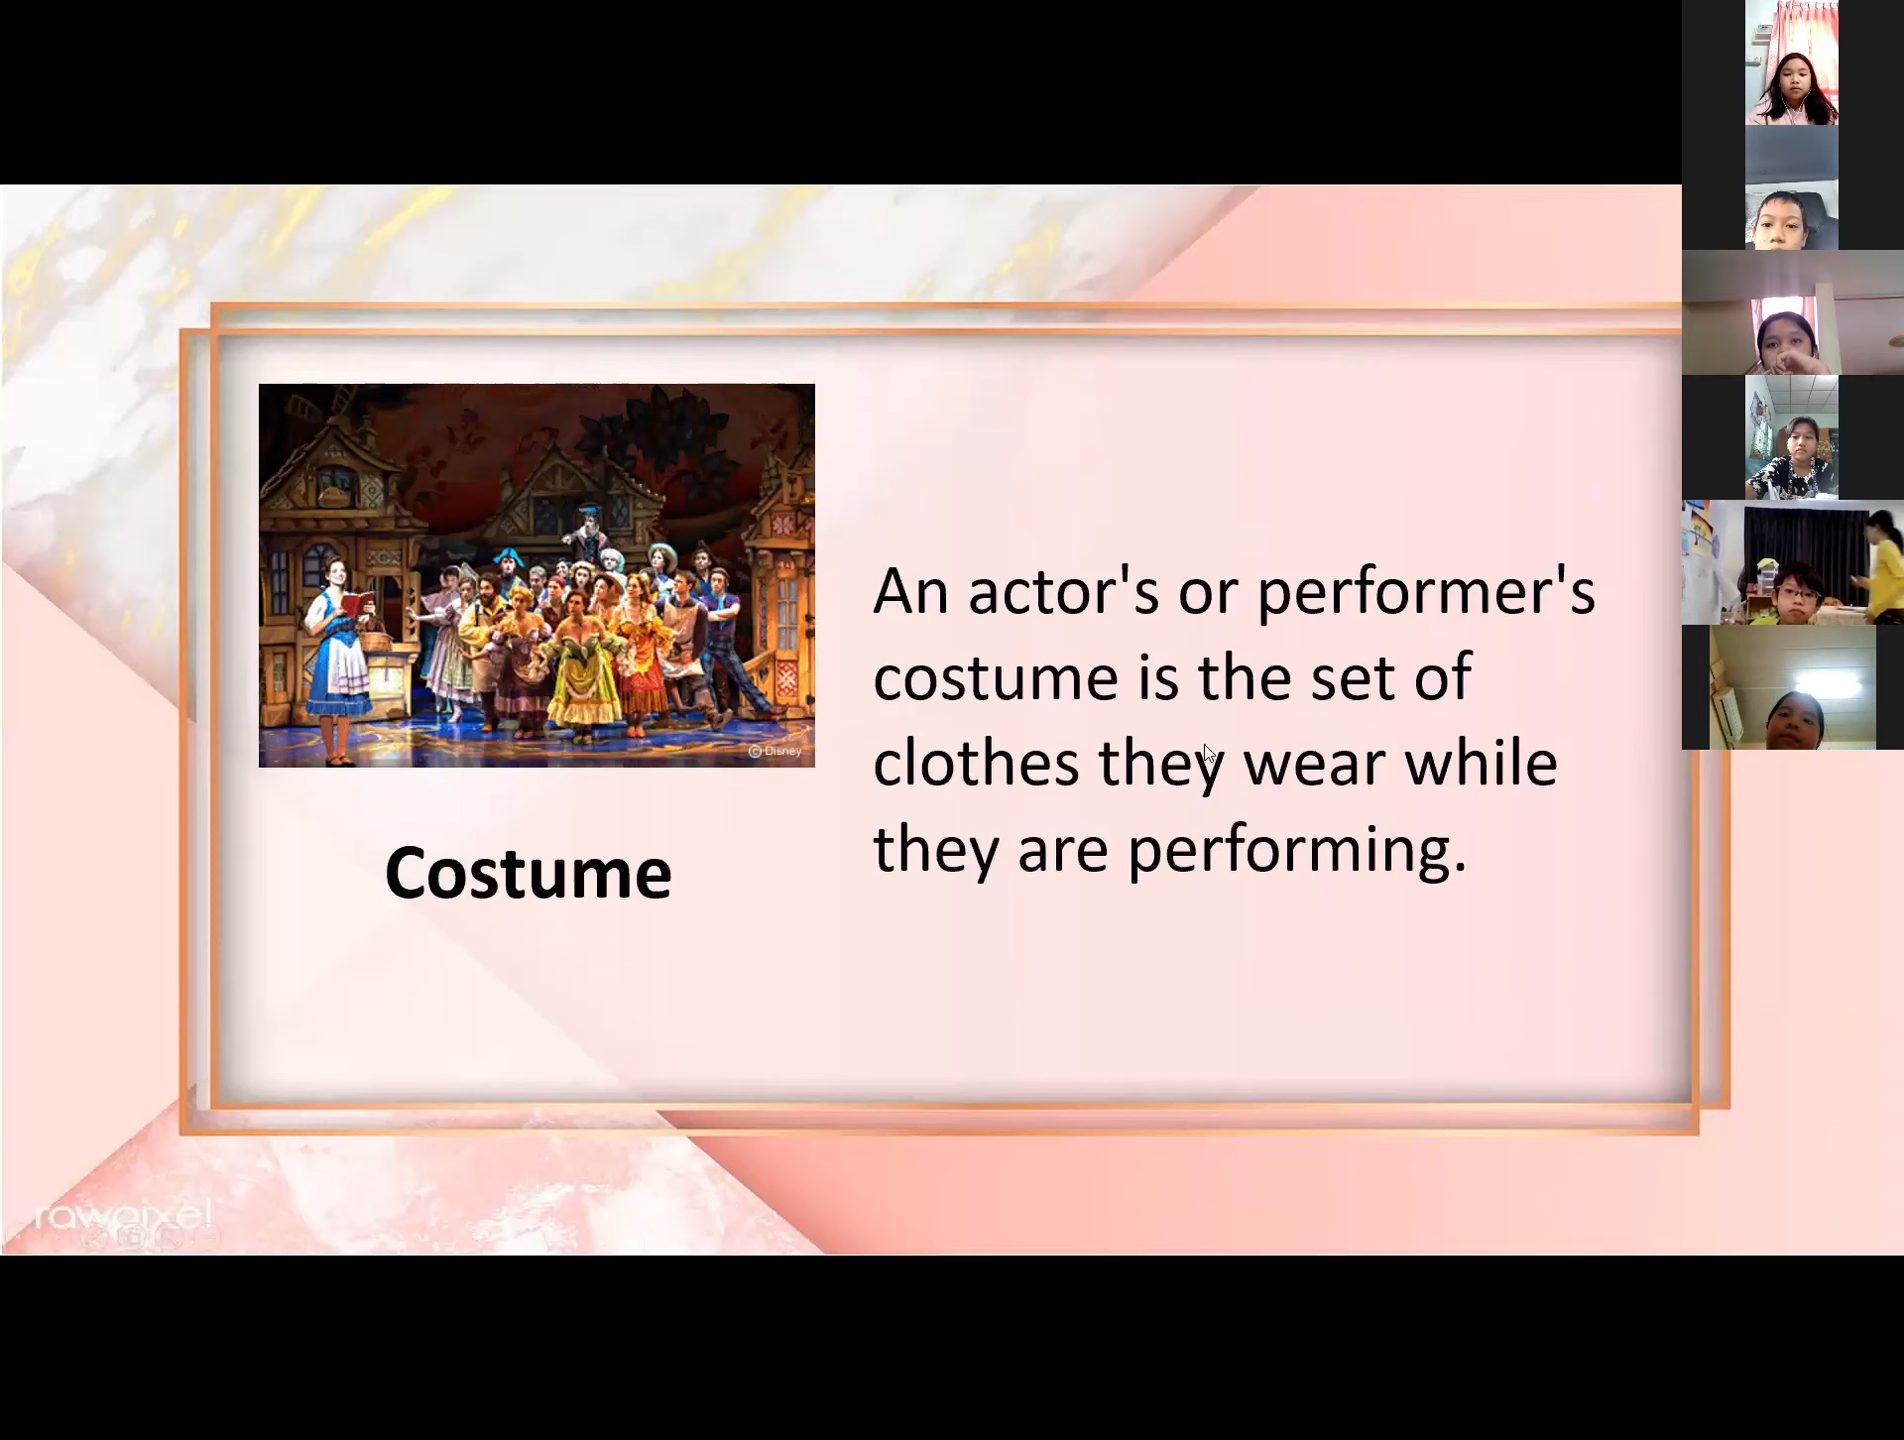 © Disney
Costume
An actor's or performer's
costume is the set of
clothes they wear while
they are performing.
rawpixel